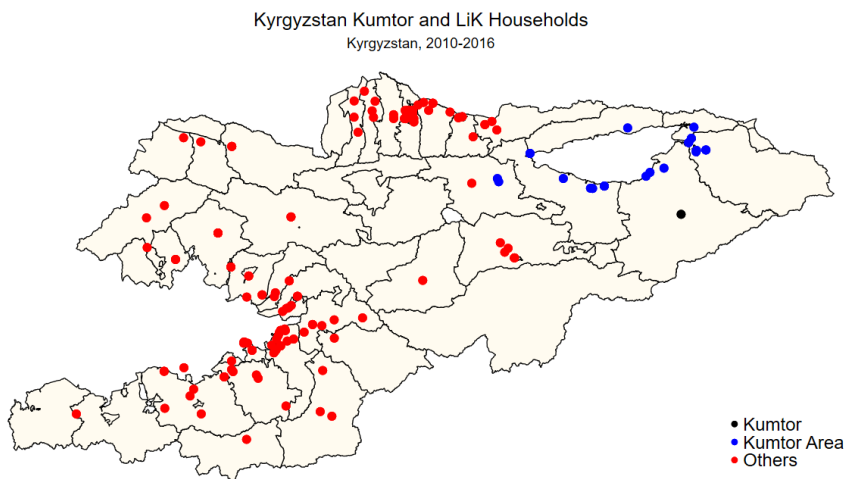 Kyrgyzstan Kumtor and LiK Households
Kyrgyzstan, 2010-2016
Kumtor
Kumtor Area
Others